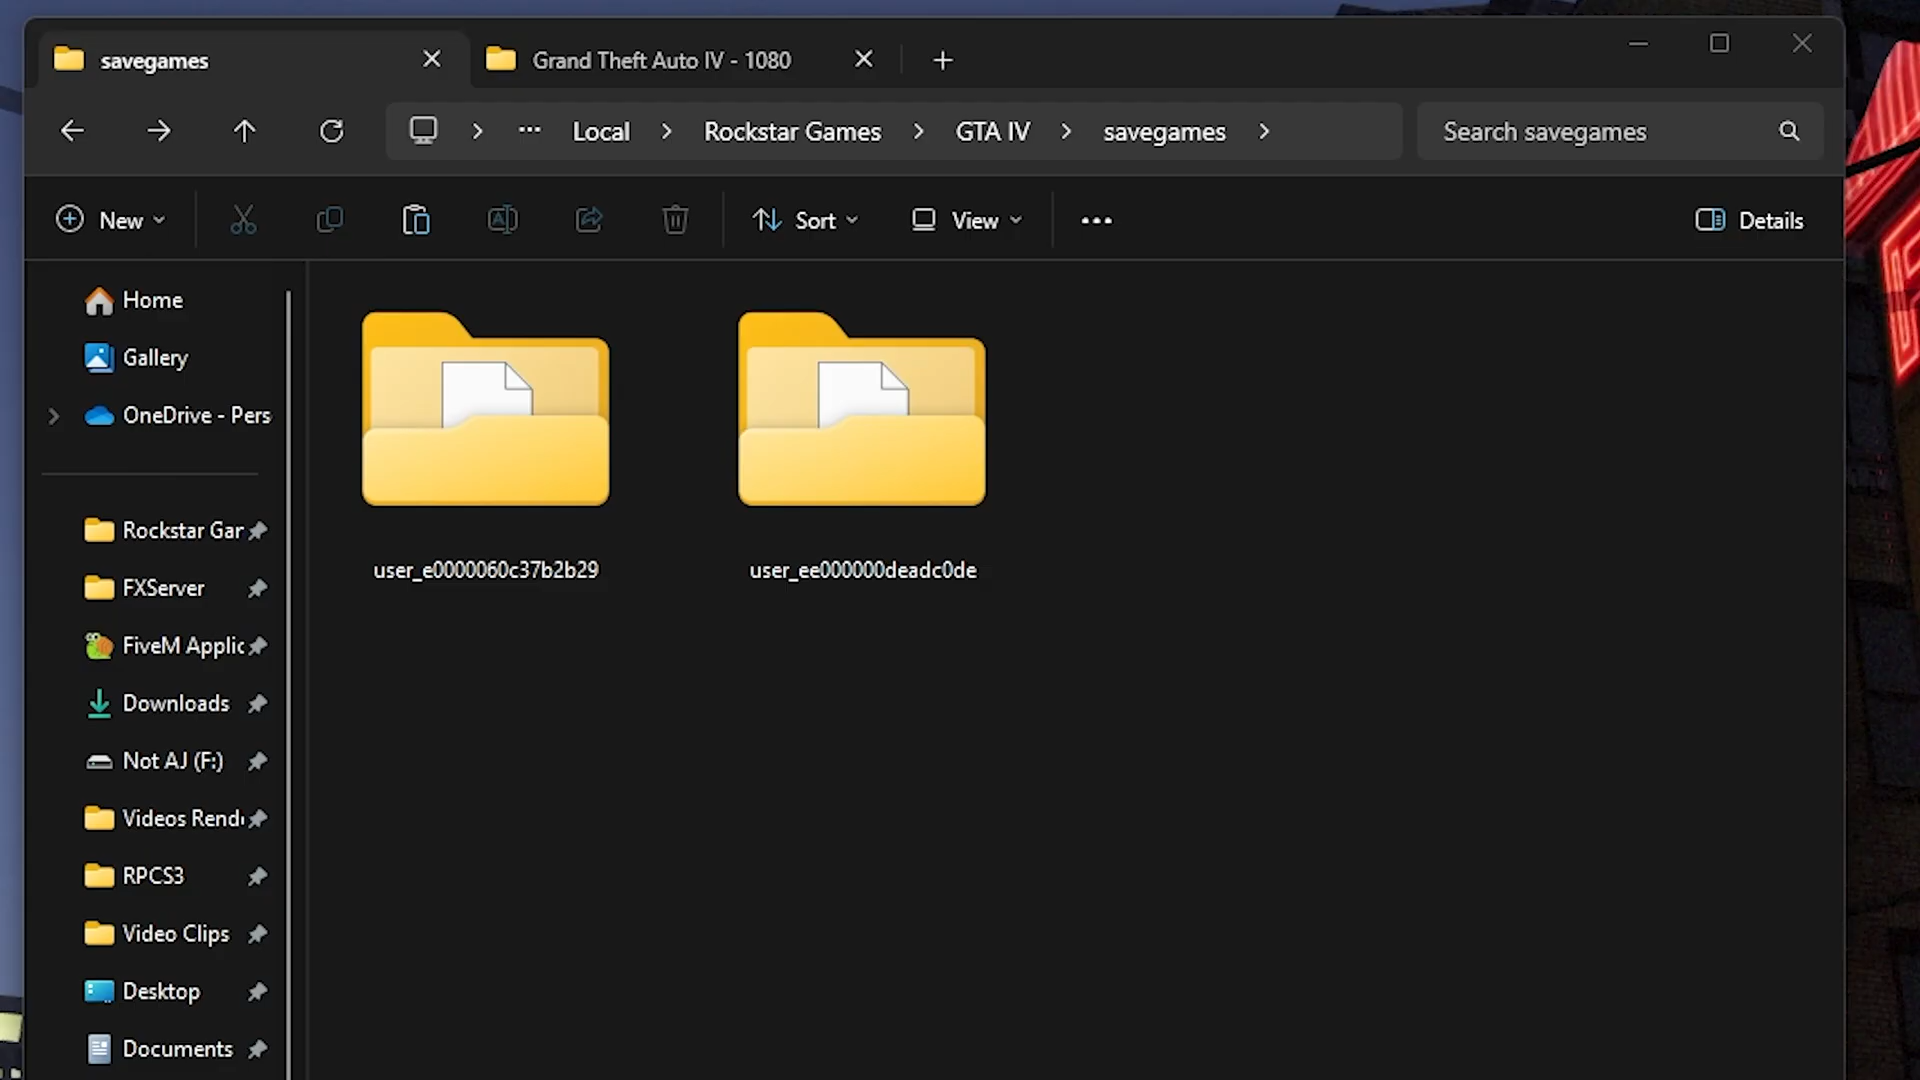 savegames
Grand Theft Auto IV - 1080
Local
Rockstar Games
GTA IV
savegames
Search savegames
New
Sort
View
Details
Home
Gallery
OneDrive - Pers
Rockstar Gar
FXServer
FiveM Applic
Downloads
Not AJ (F:)
Videos Rend
RPCS3
Video Clips
Desktop
Documents
user_e0000060c37b2b29
user_ee000000deadc0de